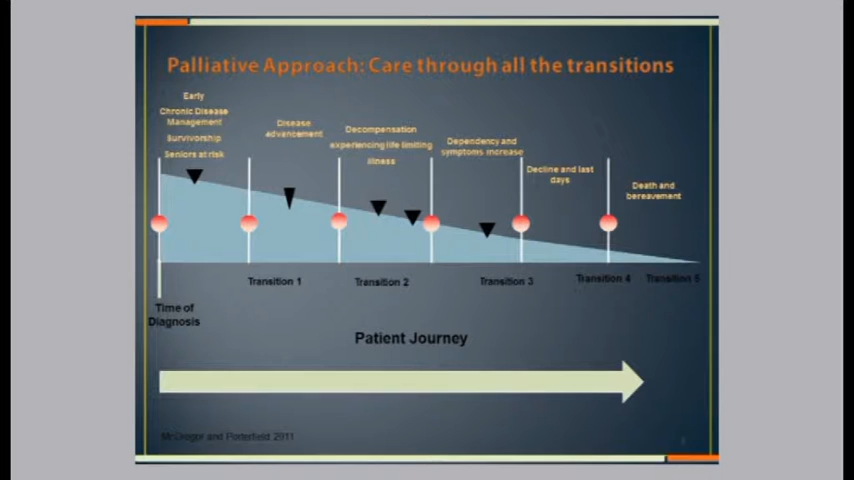 Palliative Approach: Care through all the transitions
Early
Chronic Disease
Management
Survivorship
Seniors at risk
Disease
advancement
Decompensation
experiencing life limiting
illness
Dependency and
symptoms increase
Decline and last
days
Death and
bereavement
Transition 1
Transition 2
Transition 3
Transition 4
Transition 5
Time of
Diagnosis
Patient Journey
McGregor and Porterfield 2011